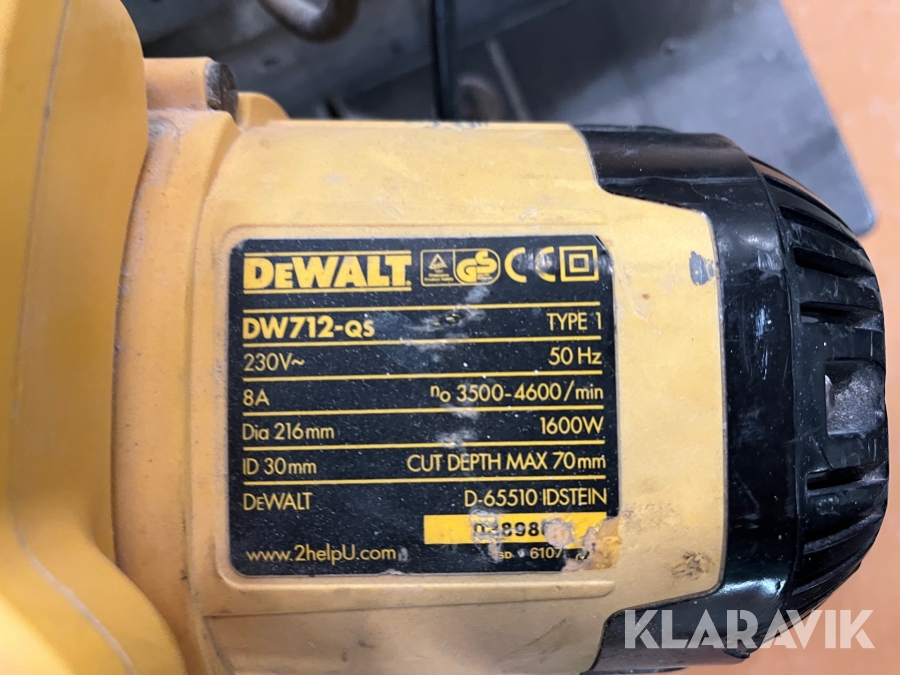 DEWALT
DW712-QS TYPE 1
230V~ 50 Hz
8A no 3500-4600/min
Dia 216mm 1600W
ID 30mm CUT DEPTH MAX 70mm
DEWALT D-65510 IDSTEIN
www.2helpU.com
KLARAVIK